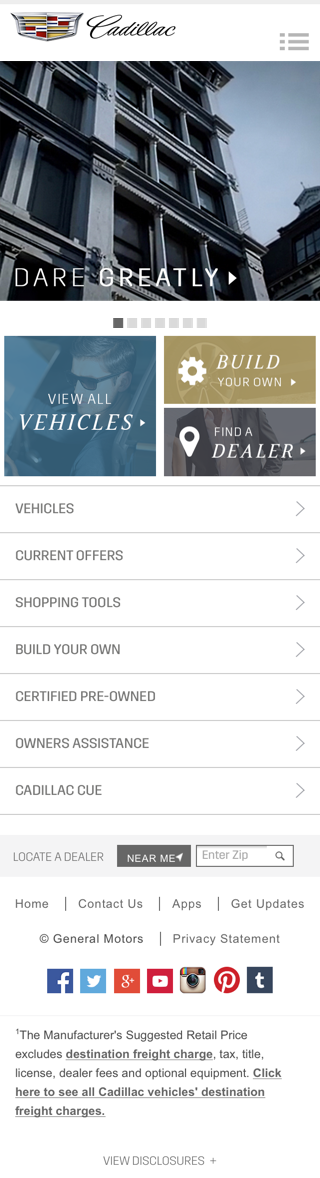 Cadillac
DARE GREATLY
VIEW ALL
VEHICLES
BUILD
YOUR OWN
FIND A
DEALER
VEHICLES
CURRENT OFFERS
SHOPPING TOOLS
BUILD YOUR OWN
CERTIFIED PRE-OWNED
OWNERS ASSISTANCE
CADILLAC CUE
LOCATE A DEALER NEAR ME Enter Zip
Home | Contact Us | Apps | Get Updates
© General Motors | Privacy Statement
f g+ t
¹The Manufacturer's Suggested Retail Price
excludes destination freight charge, tax, title,
license, dealer fees and optional equipment. Click
here to see all Cadillac vehicles' destination
freight charges.
VIEW DISCLOSURES +